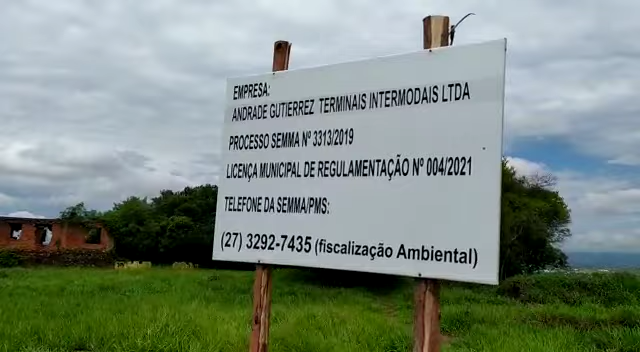 EMPRESA:
ANDRADE GUTIERREZ TERMINAIS INTERMODAIS LTDA
PROCESSO SEMMA Nº 3313/2019
LICENÇA MUNICIPAL DE REGULAMENTAÇÃO Nº 004/2021
TELEFONE DA SEMMA/PMS:
(27) 3292-7435 (fiscalização Ambiental)